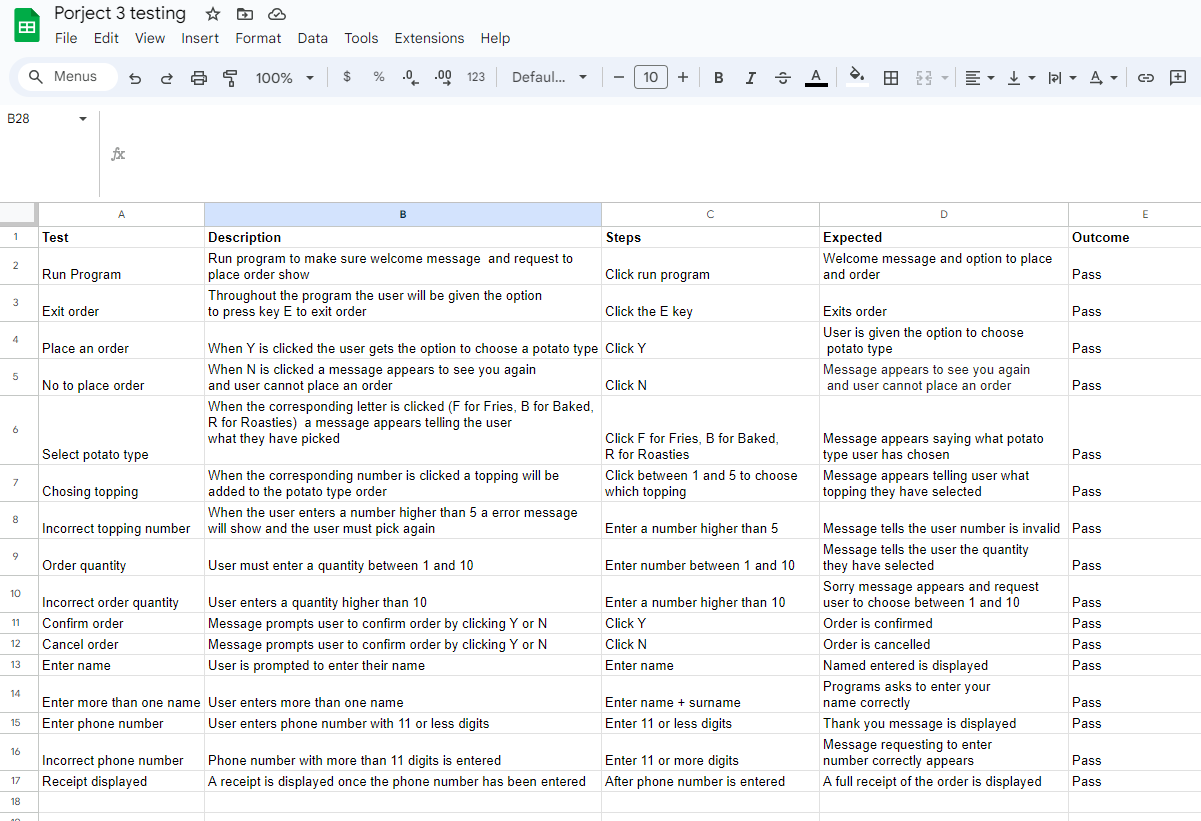 Porject 3 testing
File Edit View Insert Format Data Tools Extensions Help
Menus 100% $ % .0 .00 123 Defaul... − 10 + B I S A A
B28
fx
A B C D E
1 Test Description Steps Expected Outcome
2 Run Program Run program to make sure welcome message  and request to
place order show Click run program Welcome message and option to place
and order Pass
3 Exit order Throughout the program the user will be given the option
to press key E to exit order Click the E key Exits order Pass
4 Place an order When Y is clicked the user gets the option to choose a potato type Click Y User is given the option to choose
potato type Pass
5 No to place order When N is clicked a message appears to see you again
and user cannot place an order Click N Message appears to see you again
and user cannot place an order Pass
6 Select potato type When the corresponding letter is clicked (F for Fries, B for Baked,
R for Roasties)  a message appears telling the user
what they have picked Click F for Fries, B for Baked,
R for Roasties Message appears saying what potato
type user has chosen Pass
7 Chosing topping When the corresponding number is clicked a topping will be
added to the potato type order Click between 1 and 5 to choose
which topping Message appears telling user what
topping they have selected Pass
8 Incorrect topping number When the user enters a number higher than 5 a error message
will show and the user must pick again Enter a number higher than 5 Message tells the user number is invalid Pass
9 Order quantity User must enter a quantity between 1 and 10 Enter number between 1 and 10 Message tells the user the quantity
they have selected Pass
10 Incorrect order quantity User enters a quantity higher than 10 Enter a number higher than 10 Sorry message appears and request
user to choose between 1 and 10 Pass
11 Confirm order Message prompts user to confirm order by clicking Y or N Click Y Order is confirmed Pass
12 Cancel order Message prompts user to confirm order by clicking Y or N Click N Order is cancelled Pass
13 Enter name User is prompted to enter their name Enter name Named entered is displayed Pass
14 Enter more than one name User enters more than one name Enter name + surname Programs asks to enter your
name correctly Pass
15 Enter phone number User enters phone number with 11 or less digits Enter 11 or less digits Thank you message is displayed Pass
16 Incorrect phone number Phone number with more than 11 digits is entered Enter 11 or more digits Message requesting to enter
number correctly appears Pass
17 Receipt displayed A receipt is displayed once the phone number has been entered After phone number is entered A full receipt of the order is displayed Pass
18